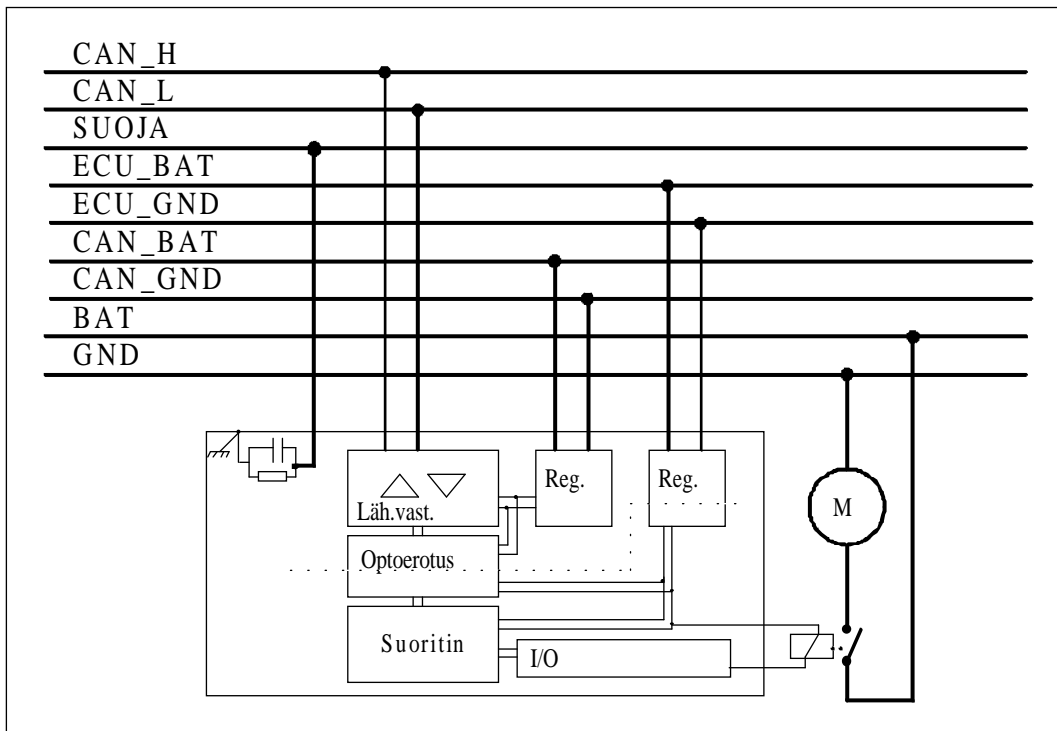 CAN_H
CAN_L
SUOJA
ECU_BAT
ECU_GND
CAN_BAT
CAN_GND
BAT
GND
Reg.
Reg.
Läh.vast.
M
Optoerotus
Suoritin
I/O